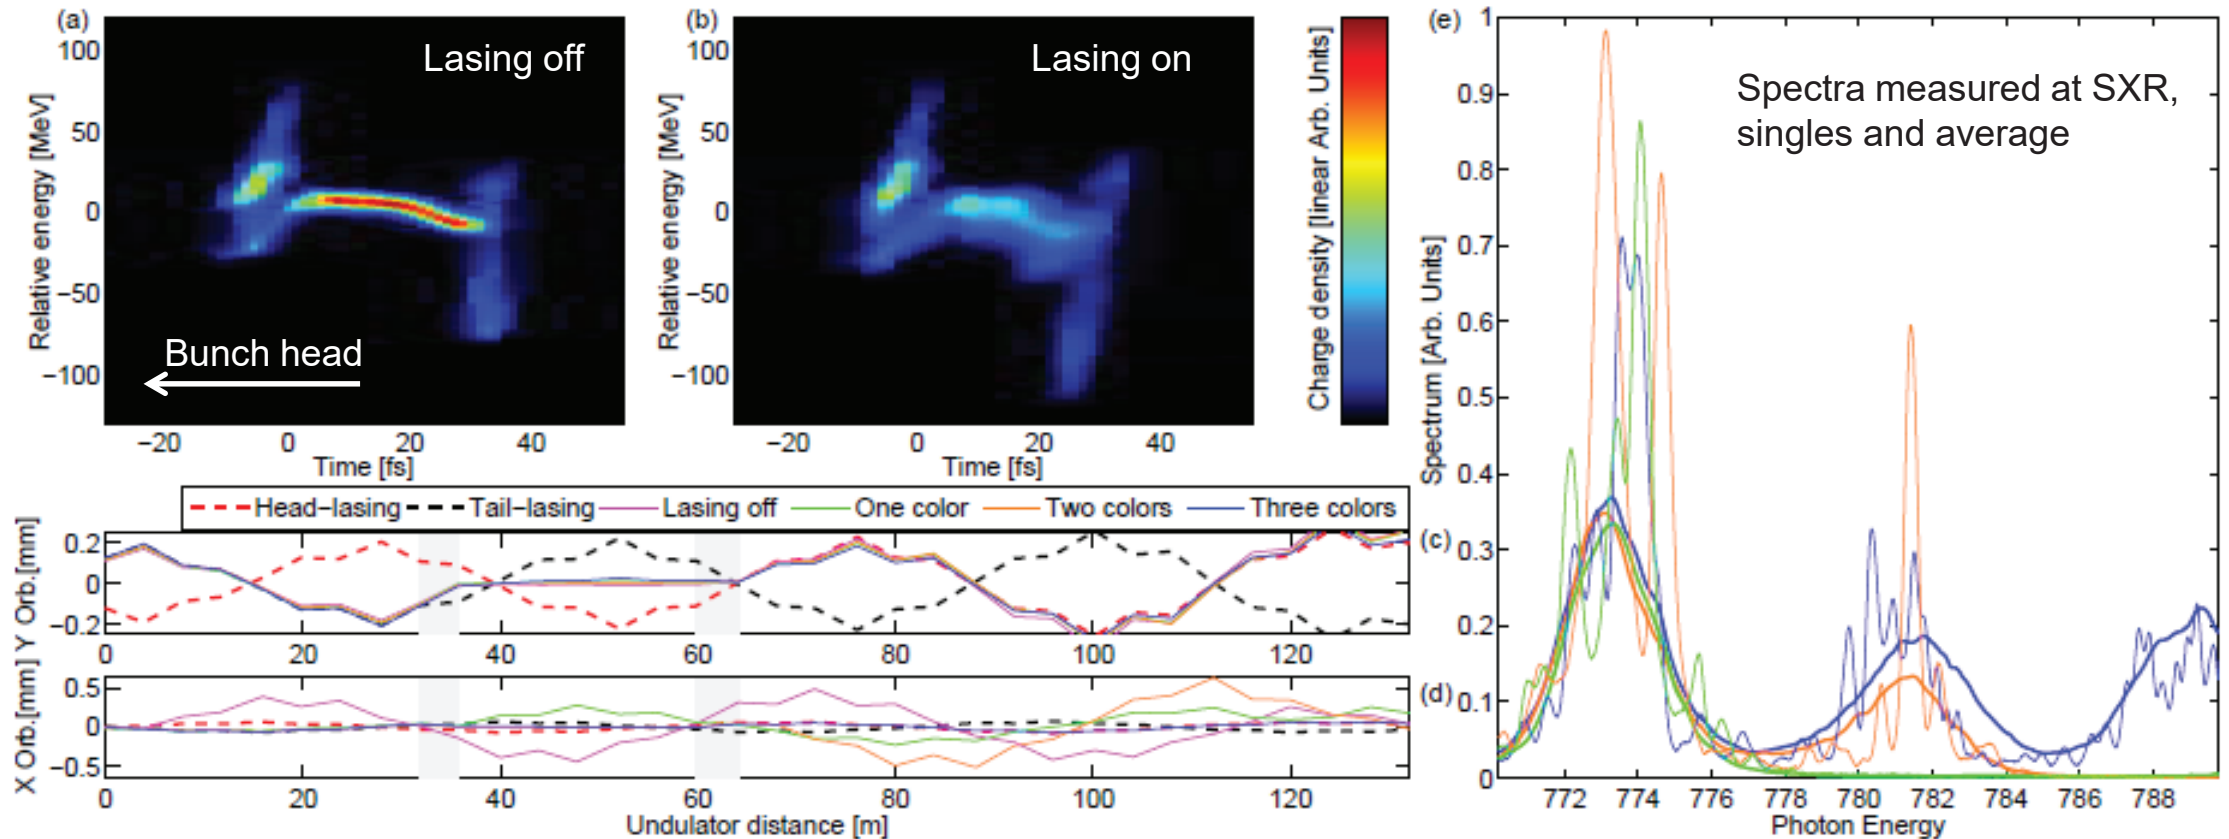 (a)
Lasing off
100
50
0
−50
−100
Relative energy [MeV]
Bunch head
−20 0 20 40
Time [fs]
(b)
Lasing on
100
50
0
−50
−100
Relative energy [MeV]
−20 0 20 40
Time [fs]
Charge density [linear Arb. Units]
Head−lasing Tail−lasing Lasing off One color Two colors Three colors
(c)
0.2
0
−0.2
Y Orb.[mm]
0 20 40 60 80 100 120
(d)
0.5
0
−0.5
X Orb.[mm]
0 20 40 60 80 100 120
Undulator distance [m]
(e)
Spectra measured at SXR,
singles and average
1
0.9
0.8
0.7
0.6
0.5
0.4
0.3
0.2
0.1
0
Spectrum [Arb. Units]
772 774 776 778 780 782 784 786 788
Photon Energy